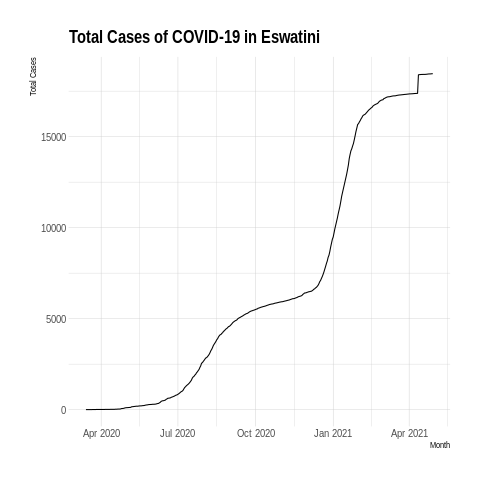 Total Cases of COVID-19 in Eswatini
Total Cases
15000
10000
5000
0
Apr 2020 Jul 2020 Oct 2020 Jan 2021 Apr 2021
Month